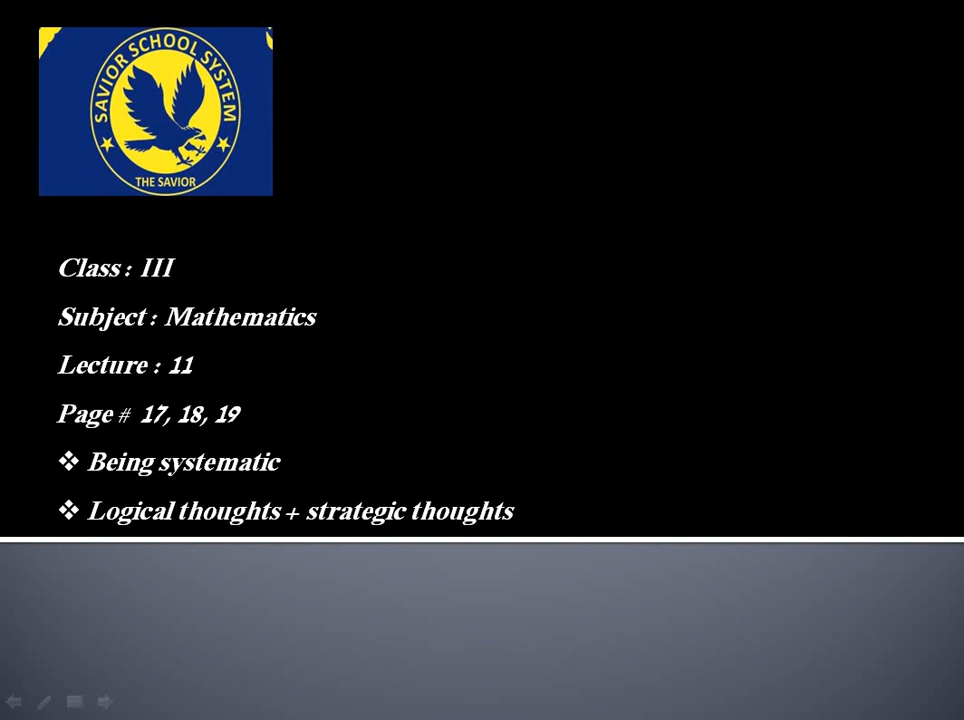 SAVIOR SCHOOL SYSTEM
THE SAVIOR
Class : III
Subject : Mathematics
Lecture : 11
Page # 17, 18, 19
❖ Being systematic
❖ Logical thoughts + strategic thoughts